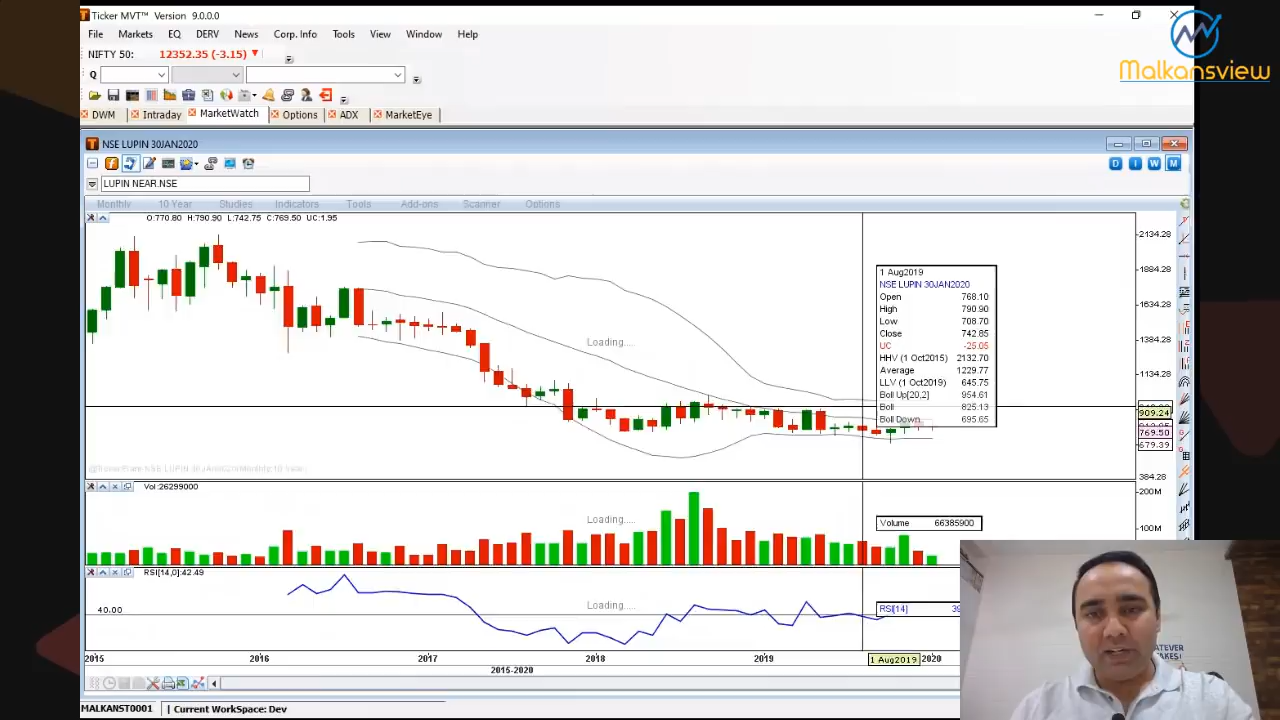 Ticker MVT™ Version 9.0.0.0
Malkansview
File Markets EQ DERV News Corp. Info Tools View Window Help
NIFTY 50: 12352.35 (-3.15)
Q
DWM Intraday MarketWatch Options ADX MarketEye
NSE LUPIN 30JAN2020
D I W M
LUPIN NEAR.NSE
Monthly 10 Year Studies Indicators Tools Add-ons Scanner Options
O:770.80 H:790.90 L:742.75 C:769.50 UC:1.95
2134.28
1884.28
1634.28
1384.28
1134.28
909.24
769.50
679.39
384.28
Loading....
1 Aug2019
NSE LUPIN 30JAN2020
Open 768.10
High 790.90
Low 708.70
Close 742.85
UC -25.05
HHV (1 Oct2015) 2132.70
Average 1229.77
LLV (1 Oct2019) 645.75
Boll Up[20,2] 954.61
Boll 825.13
Boll Down 695.65
Vol:26299000
200M
100M
Loading....
Volume 66385900
RSI[14,0]:42.49
40.00
Loading....
RSI[14]
2015 2016 2017 2018 2019 1 Aug2019 2020
2015-2020
ATEVER
MALKANST0001 Current WorkSpace: Dev